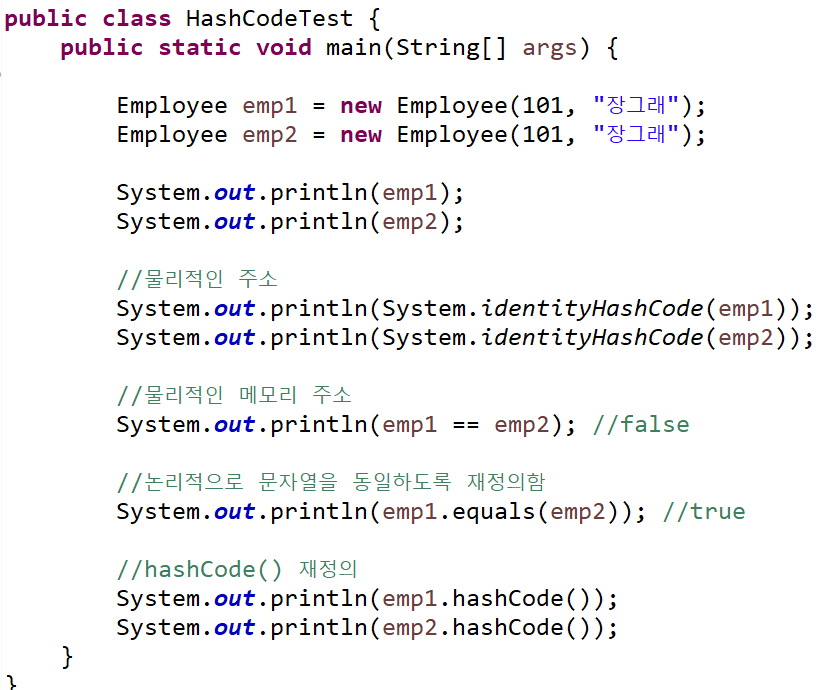 public class HashCodeTest {
public static void main(String[] args) {
Employee emp1 = new Employee(101, "장그래");
Employee emp2 = new Employee(101, "장그래");
System.out.println(emp1);
System.out.println(emp2);
//물리적인 주소
System.out.println(System.identityHashCode(emp1));
System.out.println(System.identityHashCode(emp2));
//물리적인 메모리 주소
System.out.println(emp1 == emp2); //false
//논리적으로 문자열을 동일하도록 재정의함
System.out.println(emp1.equals(emp2)); //true
//hashCode() 재정의
System.out.println(emp1.hashCode());
System.out.println(emp2.hashCode());
}
}